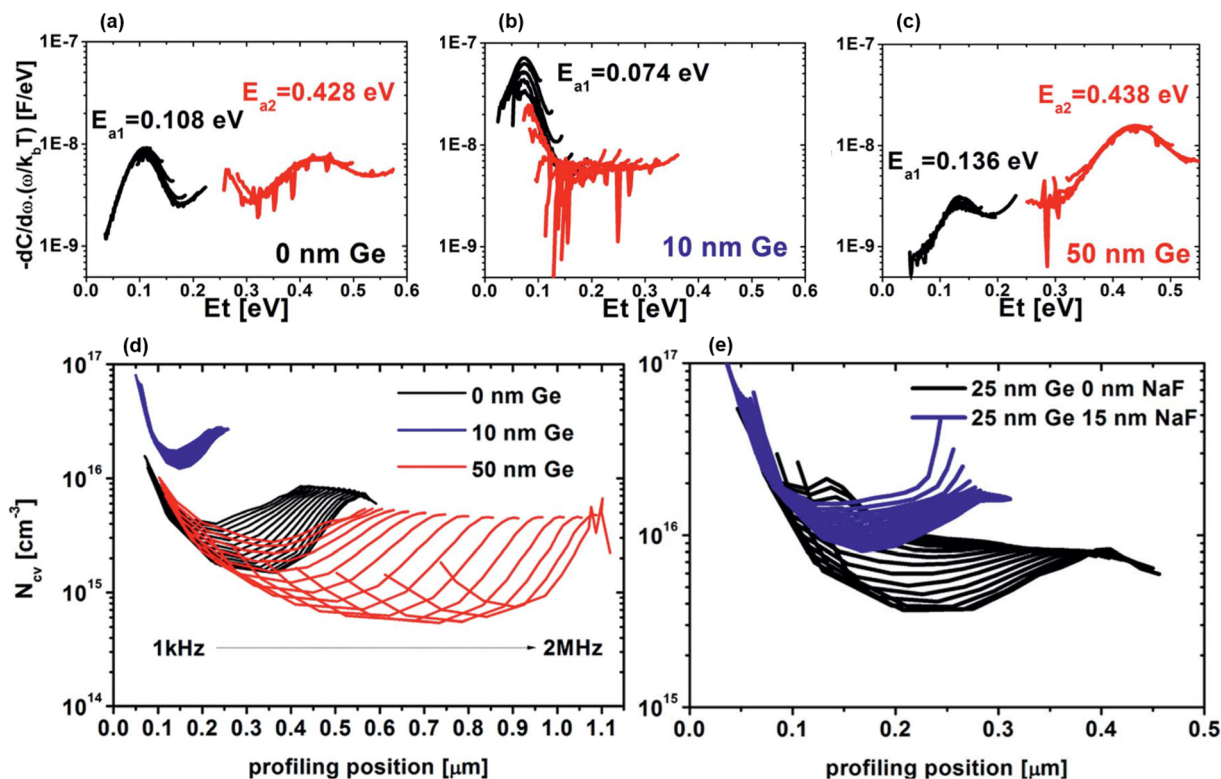 (a)
(b)
(c)
-dC/dω.(ω/k_bT) [F/eV]
1E-7
1E-8
1E-9
E_a1=0.108 eV
E_a2=0.428 eV
0 nm Ge
0.0 0.1 0.2 0.3 0.4 0.5 0.6
Et [eV]
1E-7
1E-8
1E-9
E_a1=0.074 eV
10 nm Ge
0.0 0.1 0.2 0.3 0.4 0.5 0.6
Et [eV]
1E-7
1E-8
1E-9
E_a2=0.438 eV
E_a1=0.136 eV
50 nm Ge
0.0 0.1 0.2 0.3 0.4 0.5
Et [eV]
(d)
N_cv [cm^-3]
10^17
10^16
10^15
10^14
0 nm Ge
10 nm Ge
50 nm Ge
1kHz
2MHz
0.0 0.1 0.2 0.3 0.4 0.5 0.6 0.7 0.8 0.9 1.0 1.1
profiling position [μm]
(e)
10^17
10^16
10^15
25 nm Ge 0 nm NaF
25 nm Ge 15 nm NaF
0.0 0.1 0.2 0.3 0.4 0.5
profiling position [μm]